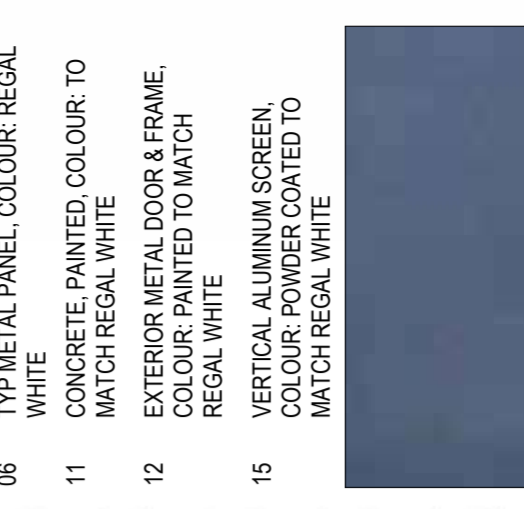 06 TYP METAL PANEL, COLOUR: REGAL
WHITE
11 CONCRETE, PAINTED, COLOUR: TO
MATCH REGAL WHITE
12 EXTERIOR METAL DOOR & FRAME,
COLOUR: PAINTED TO MATCH
REGAL WHITE
15 VERTICAL ALUMINUM SCREEN,
COLOUR: POWDER COATED TO
MATCH REGAL WHITE